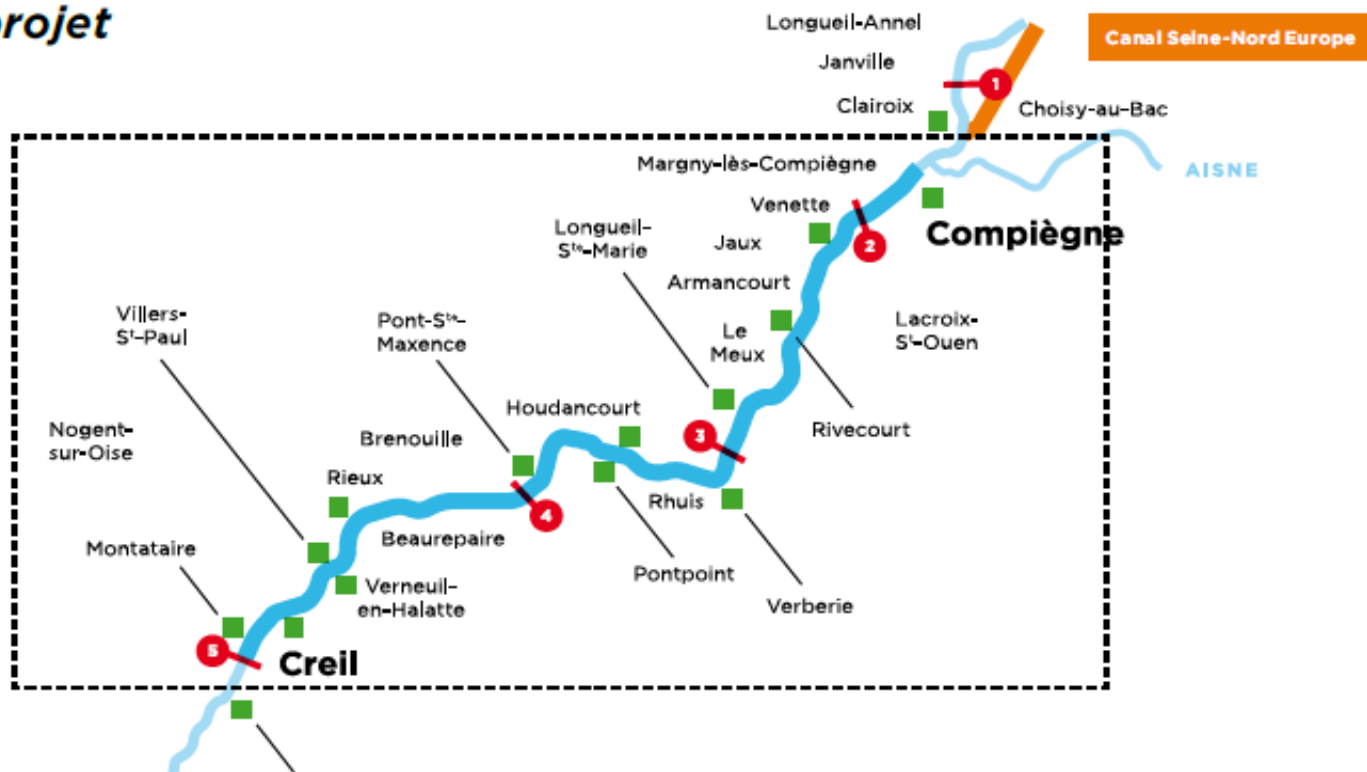 projet
Longueil-Annel
Canal Seine-Nord Europe
Janville
1
Clairoix
Choisy-au-Bac
Margny-lès-Compiègne
AISNE
Venette
Longueil-
Sᵗᵉ-Marie
Jaux
2
Compiègne
Armancourt
Villers-
Sᵗ-Paul
Pont-Sᵗᵉ-
Maxence
Le
Meux
Lacroix-
Sᵗ-Ouen
Houdancourt
Nogent-
sur-Oise
Brenouille
3
Rivecourt
Rieux
Rhuis
4
Beaurepaire
Montataire
Pontpoint
Verneuil-
en-Halatte
Verberie
5
Creil